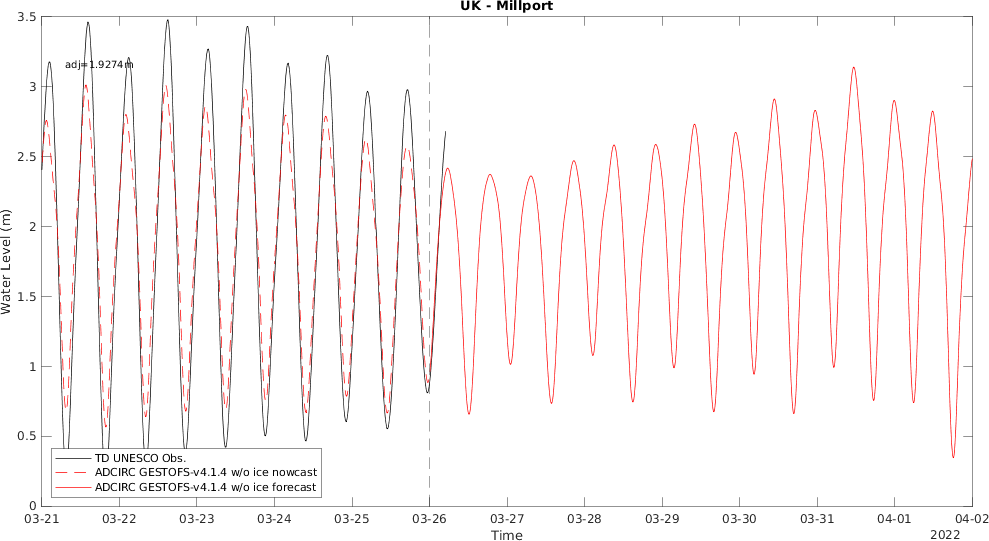 UK - Millport
3.5
3
2.5
2
1.5
1
0.5
0
Water Level (m)
adj=1.9274m
TD UNESCO Obs.
ADCIRC GESTOFS-v4.1.4 w/o ice nowcast
ADCIRC GESTOFS-v4.1.4 w/o ice forecast
03-21 03-22 03-23 03-24 03-25 03-26 03-27 03-28 03-29 03-30 03-31 04-01 04-02
Time
2022